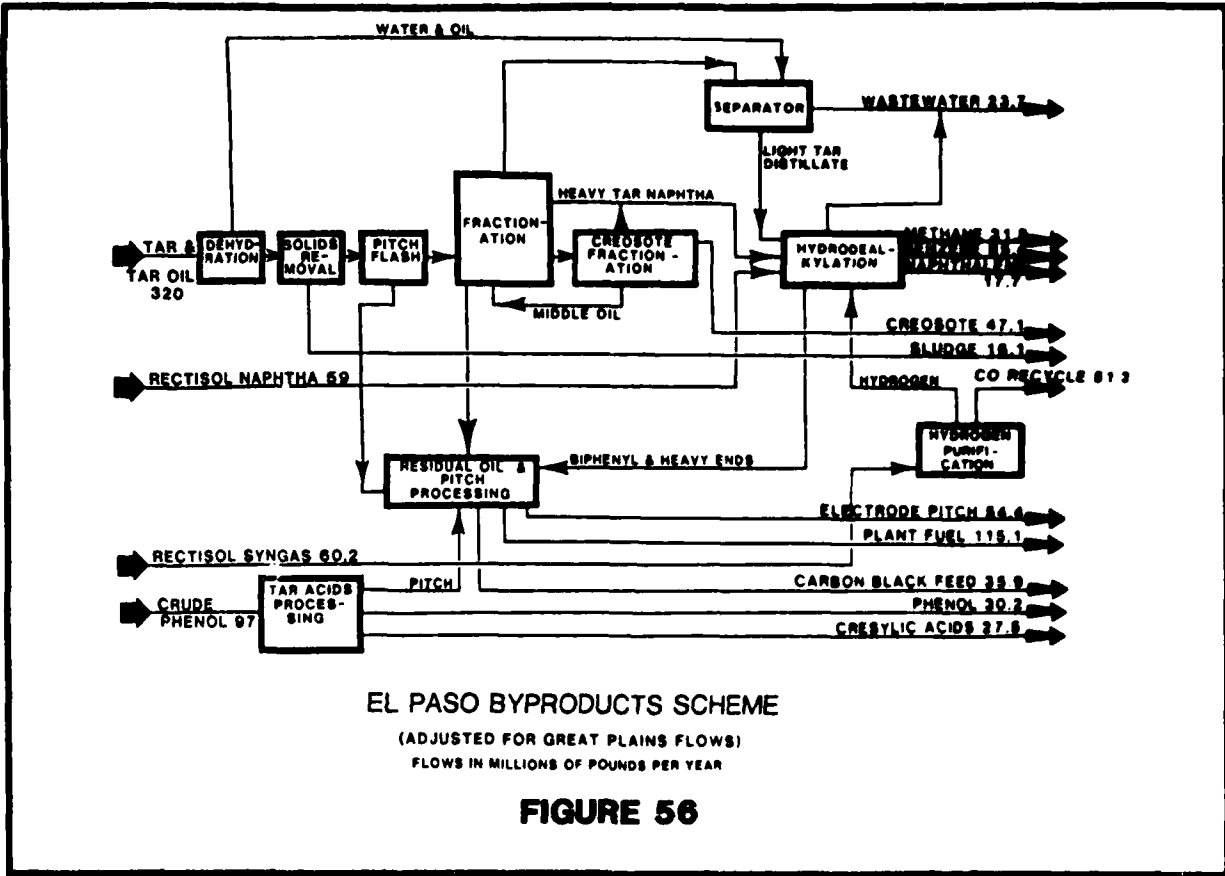 WATER & OIL
SEPARATOR
WASTEWATER 23.7
LIGHT TAR
DISTILLATE
HEAVY TAR NAPHTHA
TAR &
TAR OIL
320
DEHYD-
RATION
SOLIDS
RE-
MOVAL
PITCH
FLASH
FRACTION-
ATION
CREOSOTE
FRACTION-
ATION
HYDRODEAL-
KYLATION
METHANE
17.7
MIDDLE OIL
CREOSOTE 47.1
SLUDGE 16.1
RECTISOL NAPHTHA 59
HYDROGEN
CO RECYCLE
HYDROGEN
PURIFI-
CATION
BIPHENYL & HEAVY ENDS
RESIDUAL OIL &
PITCH
PROCESSING
ELECTRODE PITCH
PLANT FUEL 115.1
RECTISOL SYNGAS 60.2
PITCH
CARBON BLACK FEED 35.9
CRUDE
PHENOL 97
TAR ACIDS
PROCES-
SING
PHENOL 30.2
CRESYLIC ACIDS
EL PASO BYPRODUCTS SCHEME
(ADJUSTED FOR GREAT PLAINS FLOWS)
FLOWS IN MILLIONS OF POUNDS PER YEAR
FIGURE 56